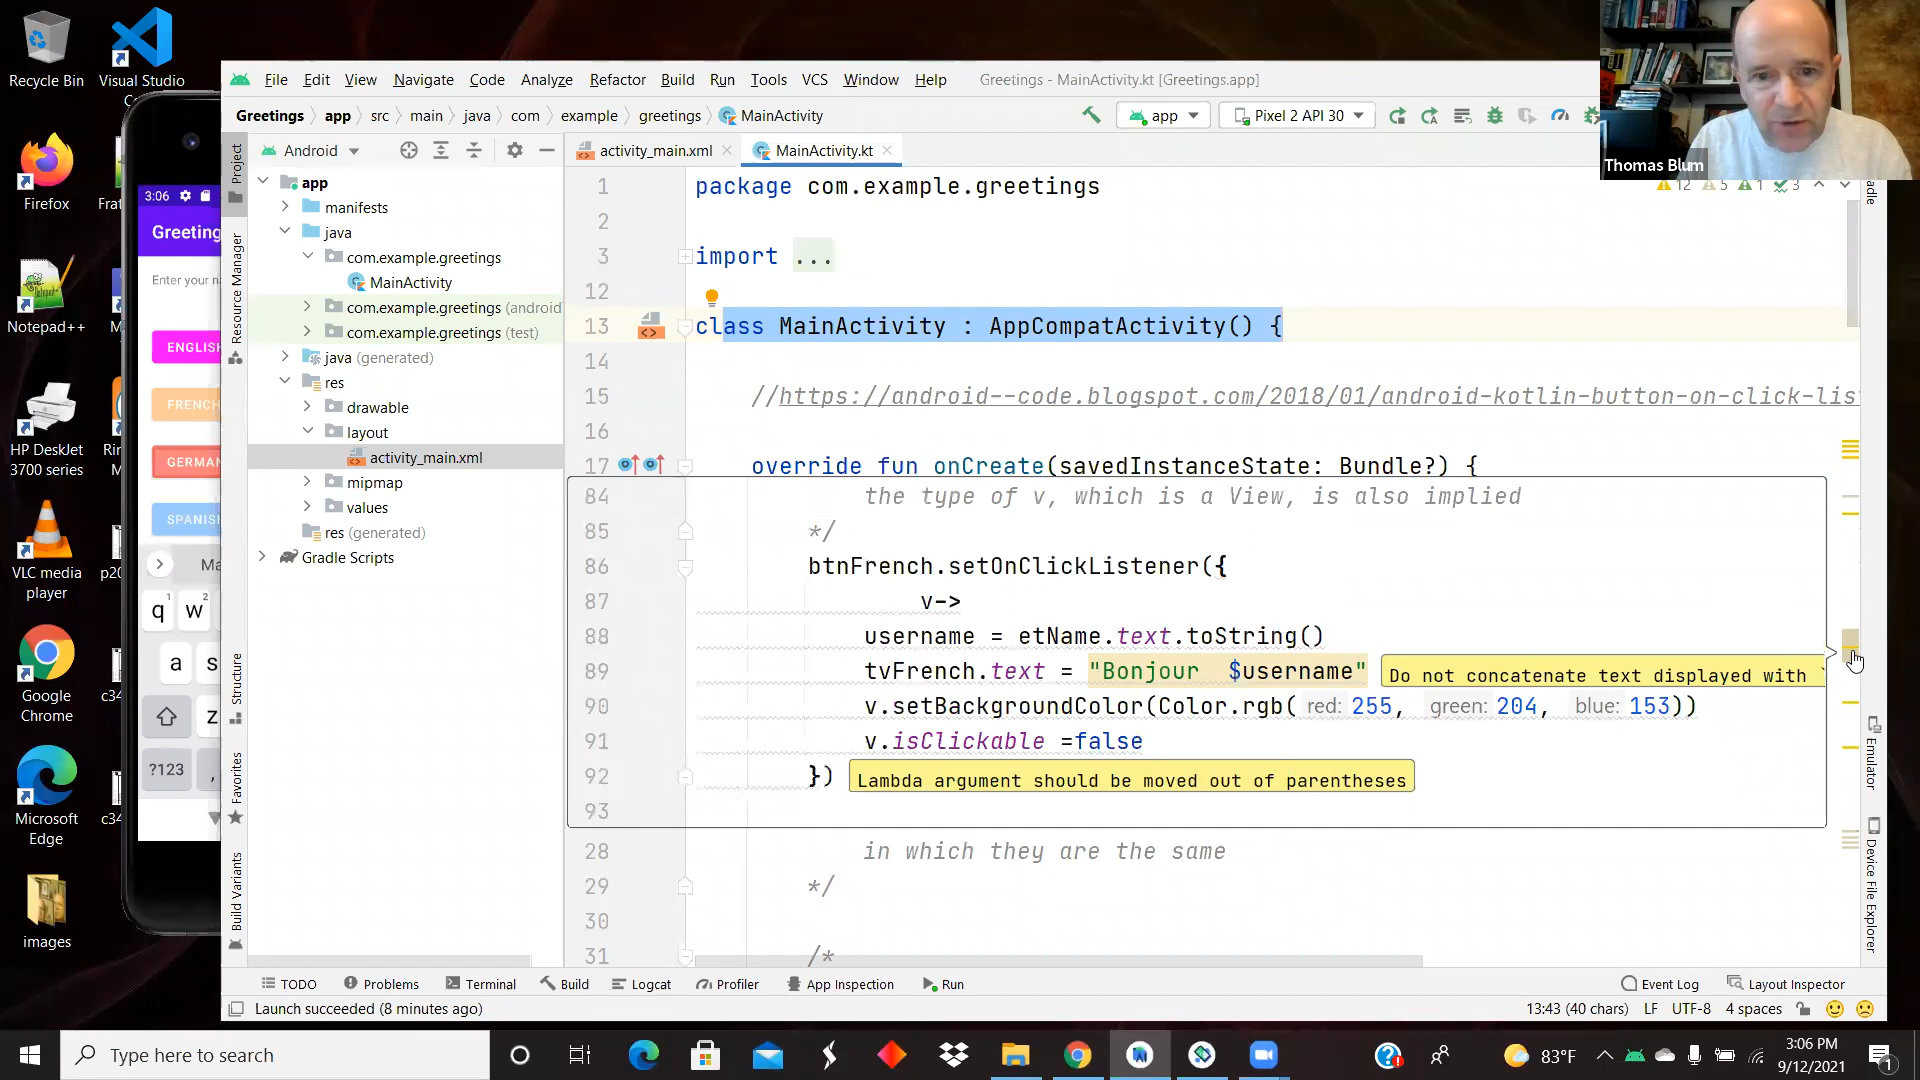 Recycle Bin
Visual Studio
Firefox
Notepad++
HP DeskJet
3700 series
VLC media
player
Google
Chrome
Microsoft
Edge
images
3:06
Greeting
Enter your na
ENGLISH
FRENCH
GERMAN
SPANISH
q1 w2
a s
z
?123 ,
File Edit View Navigate Code Analyze Refactor Build Run Tools VCS Window Help Greetings - MainActivity.kt [Greetings.app]
Greetings app src main java com example greetings MainActivity app Pixel 2 API 30
Thomas Blum
Project
Resource Manager
Structure
Favorites
Build Variants
Android
app
manifests
java
com.example.greetings
MainActivity
com.example.greetings (android
com.example.greetings (test)
java (generated)
res
drawable
layout
activity_main.xml
mipmap
values
res (generated)
Gradle Scripts
activity_main.xml MainActivity.kt
12 5 1 3
1 package com.example.greetings
2
3 import ...
12
13 class MainActivity : AppCompatActivity() {
14
15 //https://android--code.blogspot.com/2018/01/android-kotlin-button-on-click-lis
16
17 override fun onCreate(savedInstanceState: Bundle?) {
84 the type of v, which is a View, is also implied
85 */
86 btnFrench.setOnClickListener({
87 v->
88 username = etName.text.toString()
89 tvFrench.text = "Bonjour $username" Do not concatenate text displayed with
90 v.setBackgroundColor(Color.rgb( red: 255, green: 204, blue: 153))
91 v.isClickable =false
92 }) Lambda argument should be moved out of parentheses
93
28 in which they are the same
29 */
30
31 /*
Emulator
Device File Explorer
TODO Problems Terminal Build Logcat Profiler App Inspection Run Event Log Layout Inspector
Launch succeeded (8 minutes ago) 13:43 (40 chars) LF UTF-8 4 spaces
Type here to search
83°F
3:06 PM
9/12/2021
1